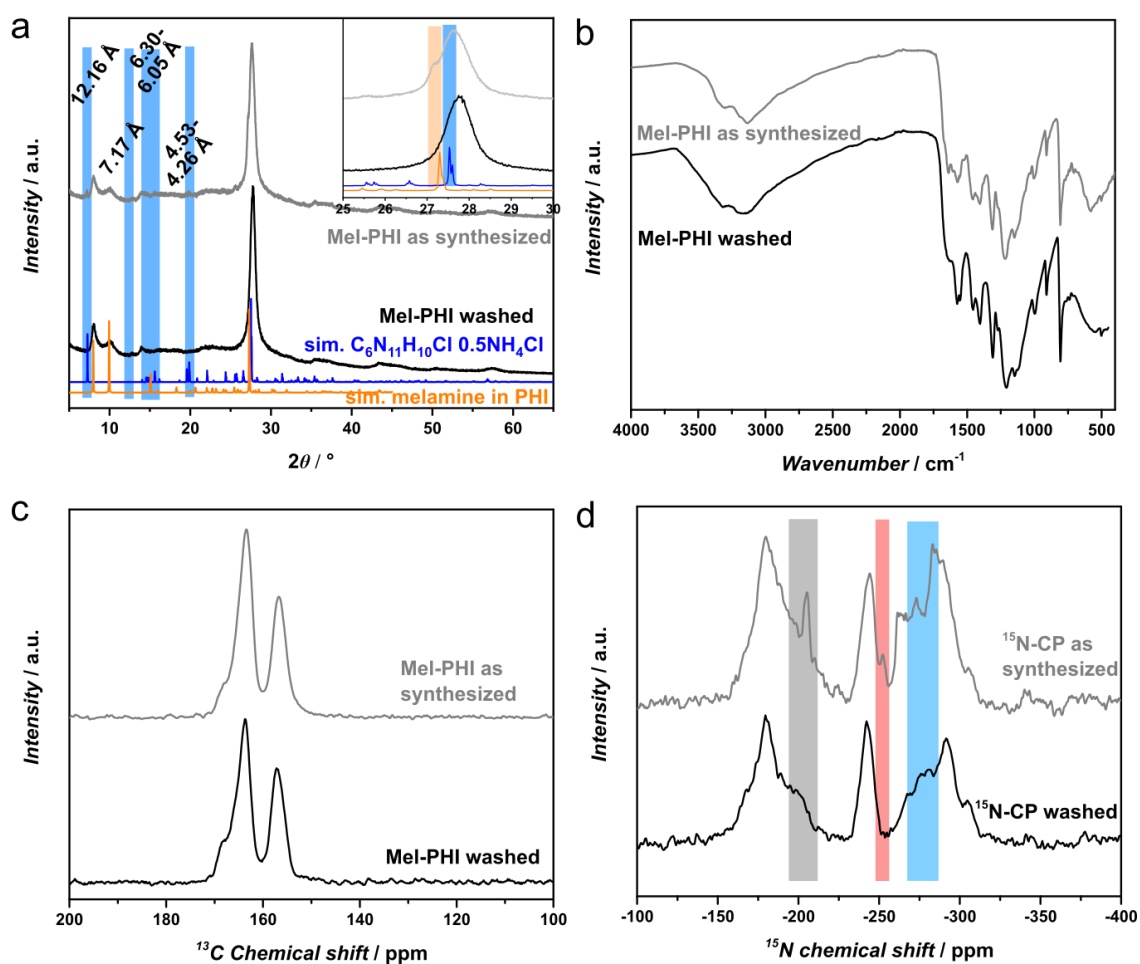 a
Intensity / a.u.
12.16 Å
7.17 Å
6.30-
6.05 Å
4.53-
4.26 Å
25 26 27 28 29 30
Mel-PHI as synthesized
Mel-PHI washed
sim. C₆N₁₁H₁₀Cl 0.5NH₄Cl
sim. melamine in PHI
10 20 30 40 50 60
2θ / °
b
Intensity / a.u.
Mel-PHI as synthesized
Mel-PHI washed
4000 3500 3000 2500 2000 1500 1000 500
Wavenumber / cm⁻¹
c
Intensity / a.u.
Mel-PHI as
synthesized
Mel-PHI washed
200 180 160 140 120 100
¹³C Chemical shift / ppm
d
Intensity / a.u.
¹⁵N-CP as
synthesized
¹⁵N-CP washed
-100 -150 -200 -250 -300 -350 -400
¹⁵N chemical shift / ppm